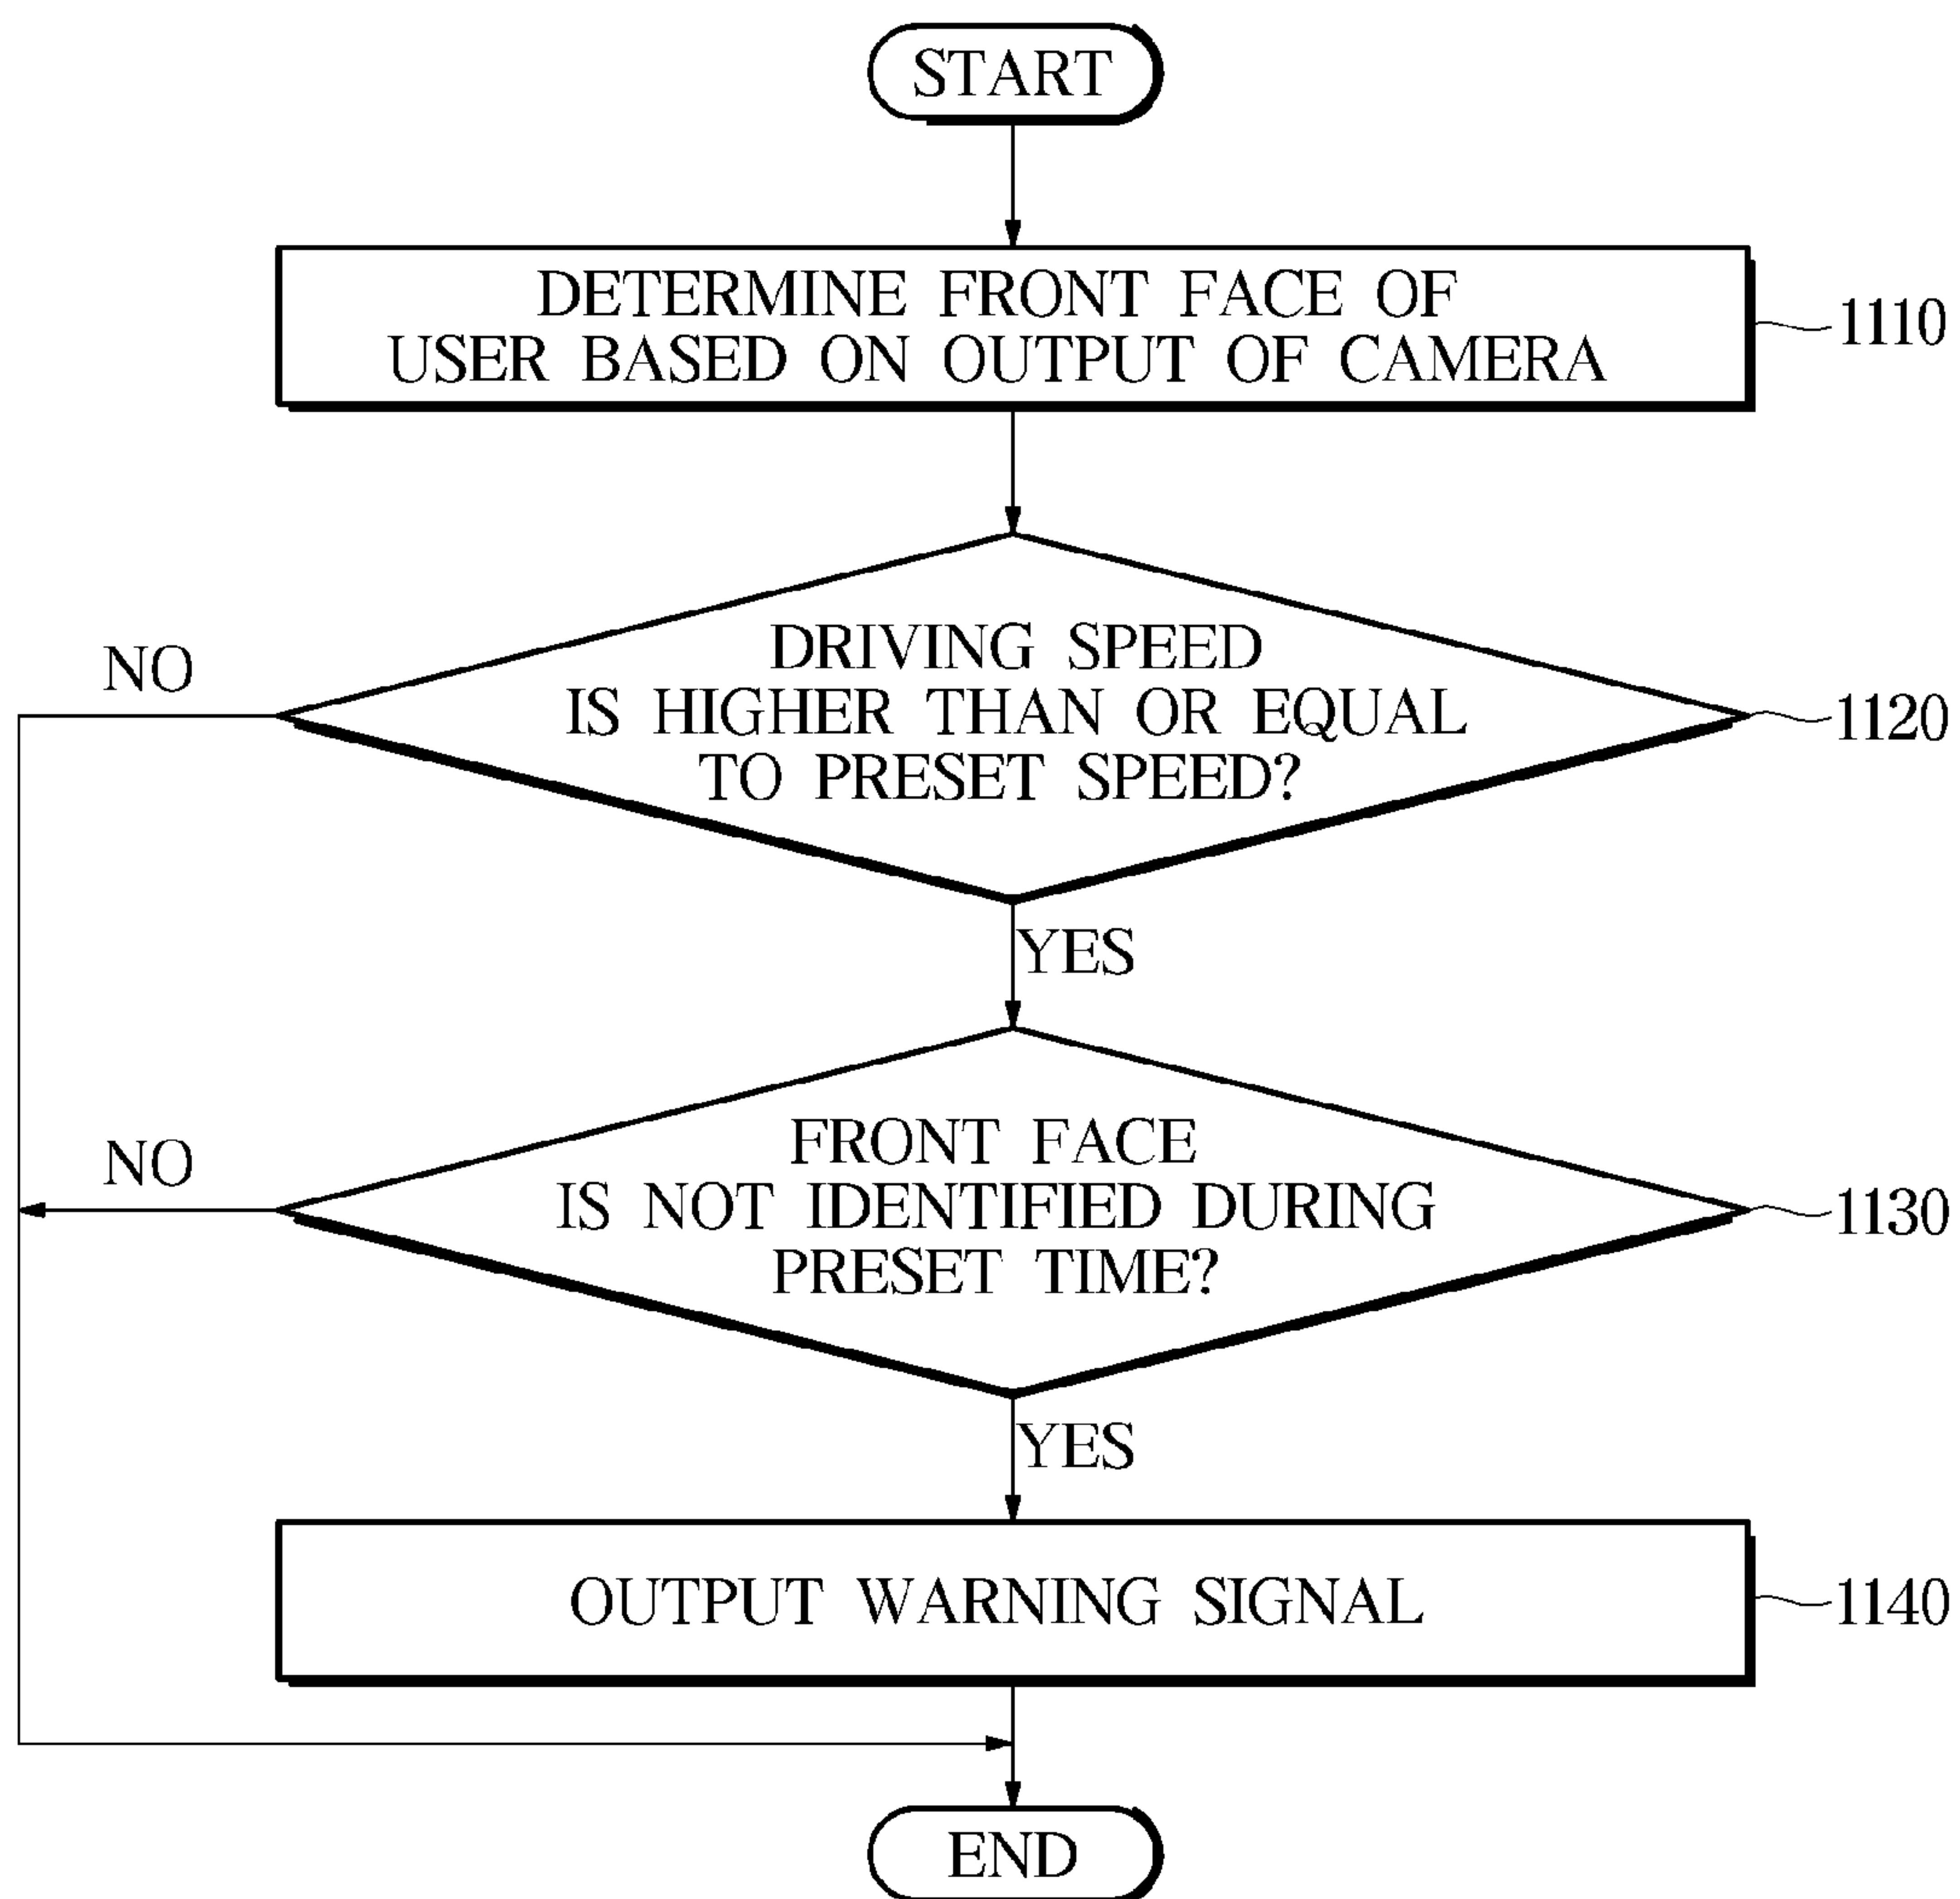 START
DETERMINE FRONT FACE OF
USER BASED ON OUTPUT OF CAMERA
1110
DRIVING SPEED
IS HIGHER THAN OR EQUAL
TO PRESET SPEED?
NO
1120
YES
FRONT FACE
IS NOT IDENTIFIED DURING
PRESET TIME?
NO
1130
YES
OUTPUT WARNING SIGNAL
1140
END